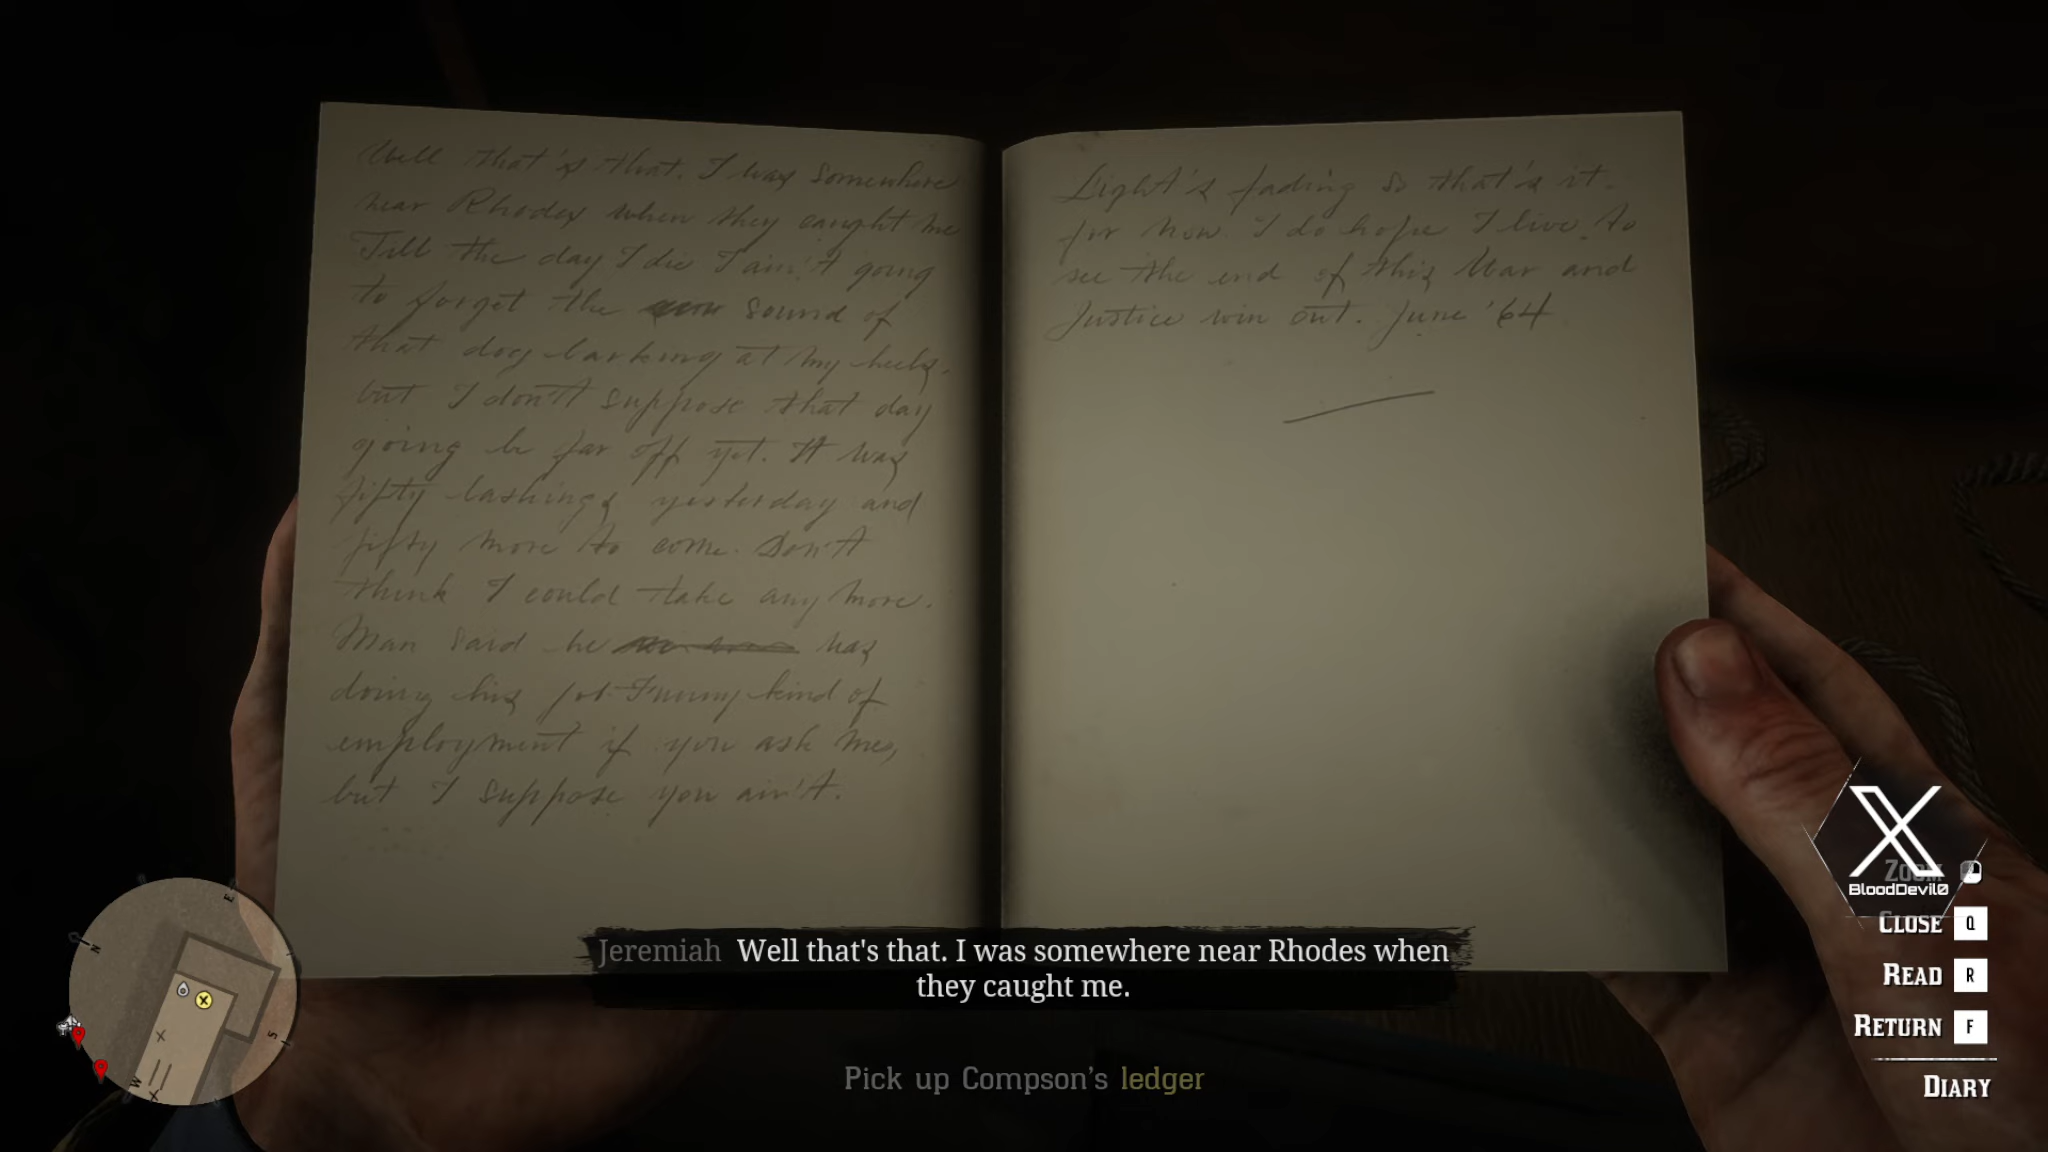 Well that's that. I was somewhere
near Rhodes when they caught me
Till the day I die I ain't going
to forget the sound of
that dog barking at my heels,
but I don't suppose that day
going be far off yet. It was
fifty lashings yesterday and
fifty more to come. Don't
think I could take any more.
Man said he was
doing his job. Funny kind of
employment if you ask me,
but I suppose you ain't.
Light's fading so that's it
for now. I do hope I live to
see the end of this War and
Justice win out. June '64
Jeremiah Well that's that. I was somewhere near Rhodes when
they caught me.
Pick up Compson's ledger
BloodDevil0
Zoom
Close Q
Read R
Return F
Diary
N
E
S
W